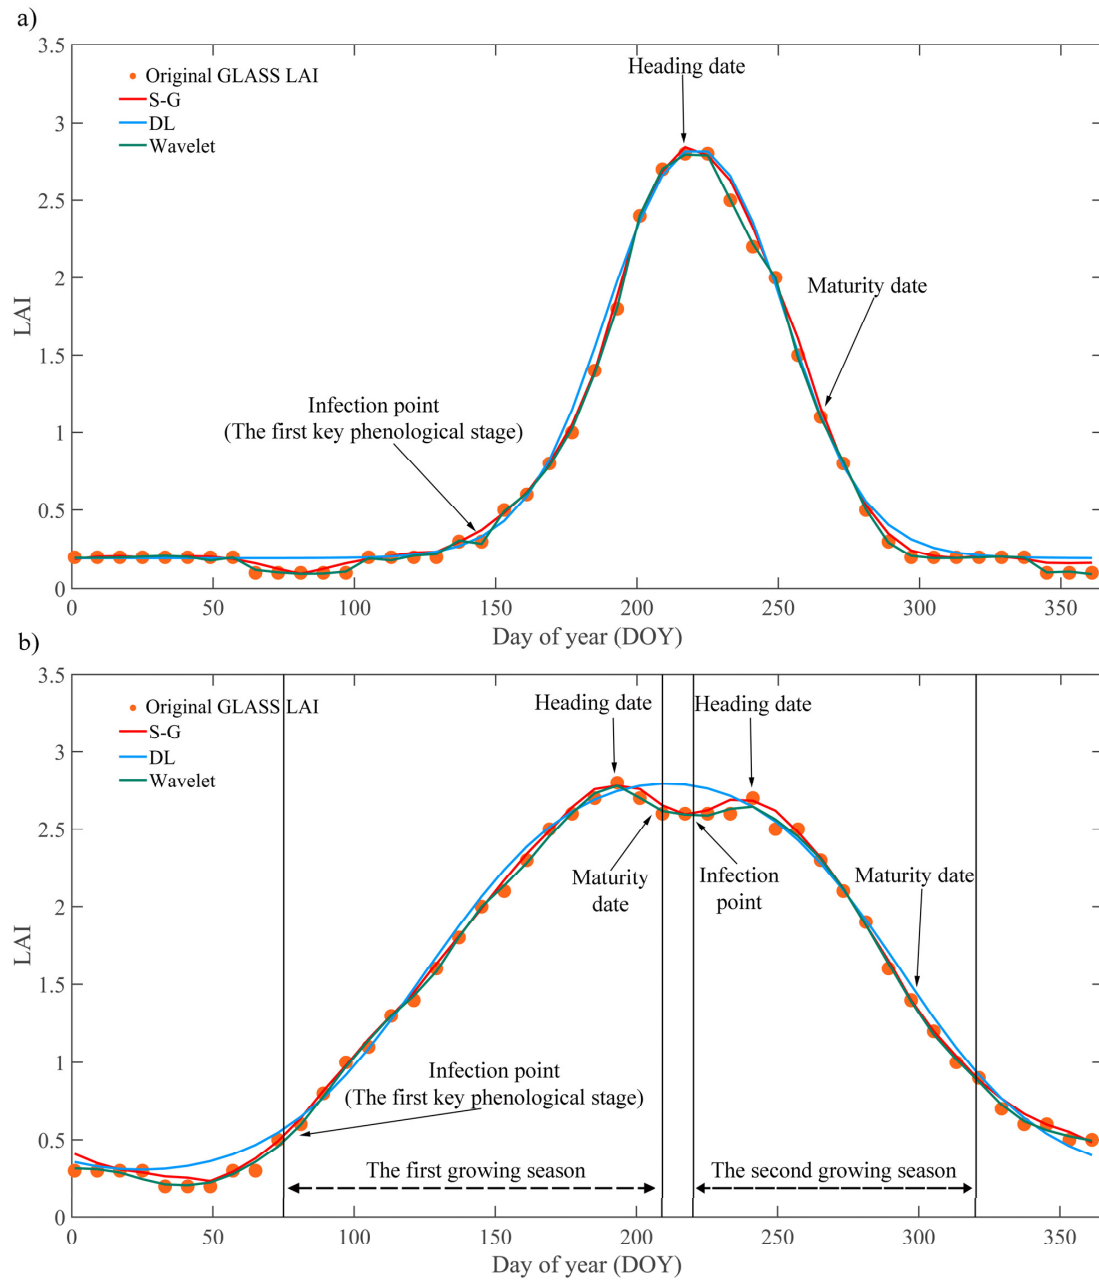 a)
3.5
Original GLASS LAI
S-G
DL
Wavelet
Heading date
3
2.5
2
Maturity date
LAI
1.5
Infection point
(The first key phenological stage)
1
0.5
0
0 50 100 150 200 250 300 350
Day of year (DOY)
b)
3.5
Original GLASS LAI
S-G
DL
Wavelet
Heading date
Heading date
3
2.5
Maturity
date
Infection
point
Maturity date
2
LAI
1.5
1
Infection point
(The first key phenological stage)
0.5
The first growing season
The second growing season
0
0 50 100 150 200 250 300 350
Day of year (DOY)